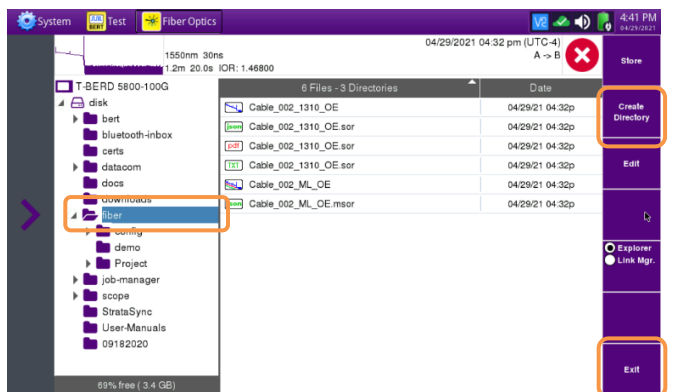 System JUB BERT Test Fiber Optics V2 4:41 PM
04/29/2021
1550nm 30ns
1.2m 20.0s IOR: 1.46800
04/29/2021 04:32 pm (UTC-4)
A -> B
Store
T-BERD 5800-100G
disk
bert
bluetooth-inbox
certs
datacom
docs
downloads
fiber
config
demo
Project
job-manager
scope
StrataSync
User-Manuals
09182020
69% free ( 3.4 GB)
6 Files - 3 Directories Date
Cable_002_1310_OE 04/29/21 04:32p
json Cable_002_1310_OE.sor 04/29/21 04:32p
pdf Cable_002_1310_OE.sor 04/29/21 04:32p
TXT Cable_002_1310_OE.sor 04/29/21 04:32p
Cable_002_ML_OE 04/29/21 04:32p
json Cable_002_ML_OE.msor 04/29/21 04:32p
Create
Directory
Edit
Explorer
Link Mgr.
Exit